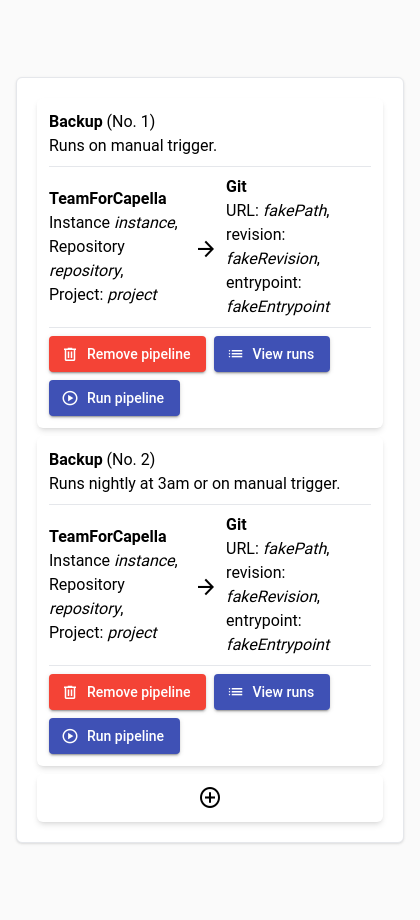 Backup (No. 1)
Runs on manual trigger.
TeamForCapella
Instance instance,
Repository
repository,
Project: project
Git
URL: fakePath,
revision:
fakeRevision,
entrypoint:
fakeEntrypoint
Remove pipeline
View runs
Run pipeline
Backup (No. 2)
Runs nightly at 3am or on manual trigger.
TeamForCapella
Instance instance,
Repository
repository,
Project: project
Git
URL: fakePath,
revision:
fakeRevision,
entrypoint:
fakeEntrypoint
Remove pipeline
View runs
Run pipeline